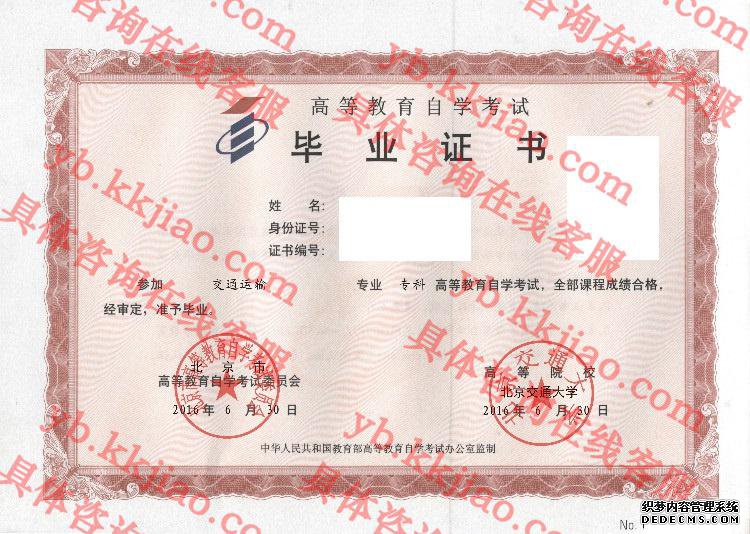 高等教育自学考试
毕业证书
姓 名:
身份证号:
证书编号:
参加 交通运输 专业 专科 高等教育自学考试, 全部课程成绩合格,
经审定, 准予毕业。
北京市
高等教育自学考试委员会
2016 年 6 月 30 日
高等院校
北京交通大学
2016 年 6 月 30 日
中华人民共和国教育部高等教育自学考试办公室监制
No.
yb.kkjiao.com
具体咨询在线客服
织梦内容管理系统
DEDECMS.COM